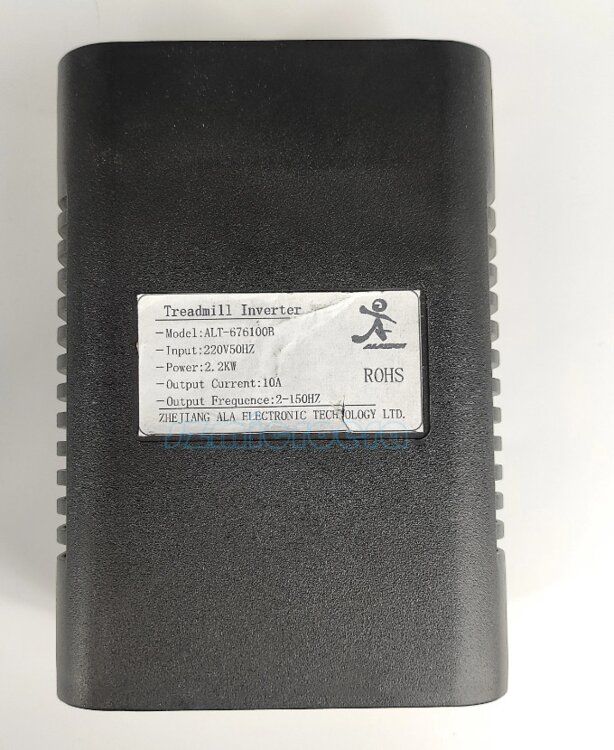 Treadmill Inverter
-Model:ALT-676100B
-Input:220V50HZ
-Power:2.2KW
-Output Current:10A
-Output Frequence:2-150HZ
ROHS
ZHEJIANG ALA ELECTRONIC TECHNOLOGY LTD.